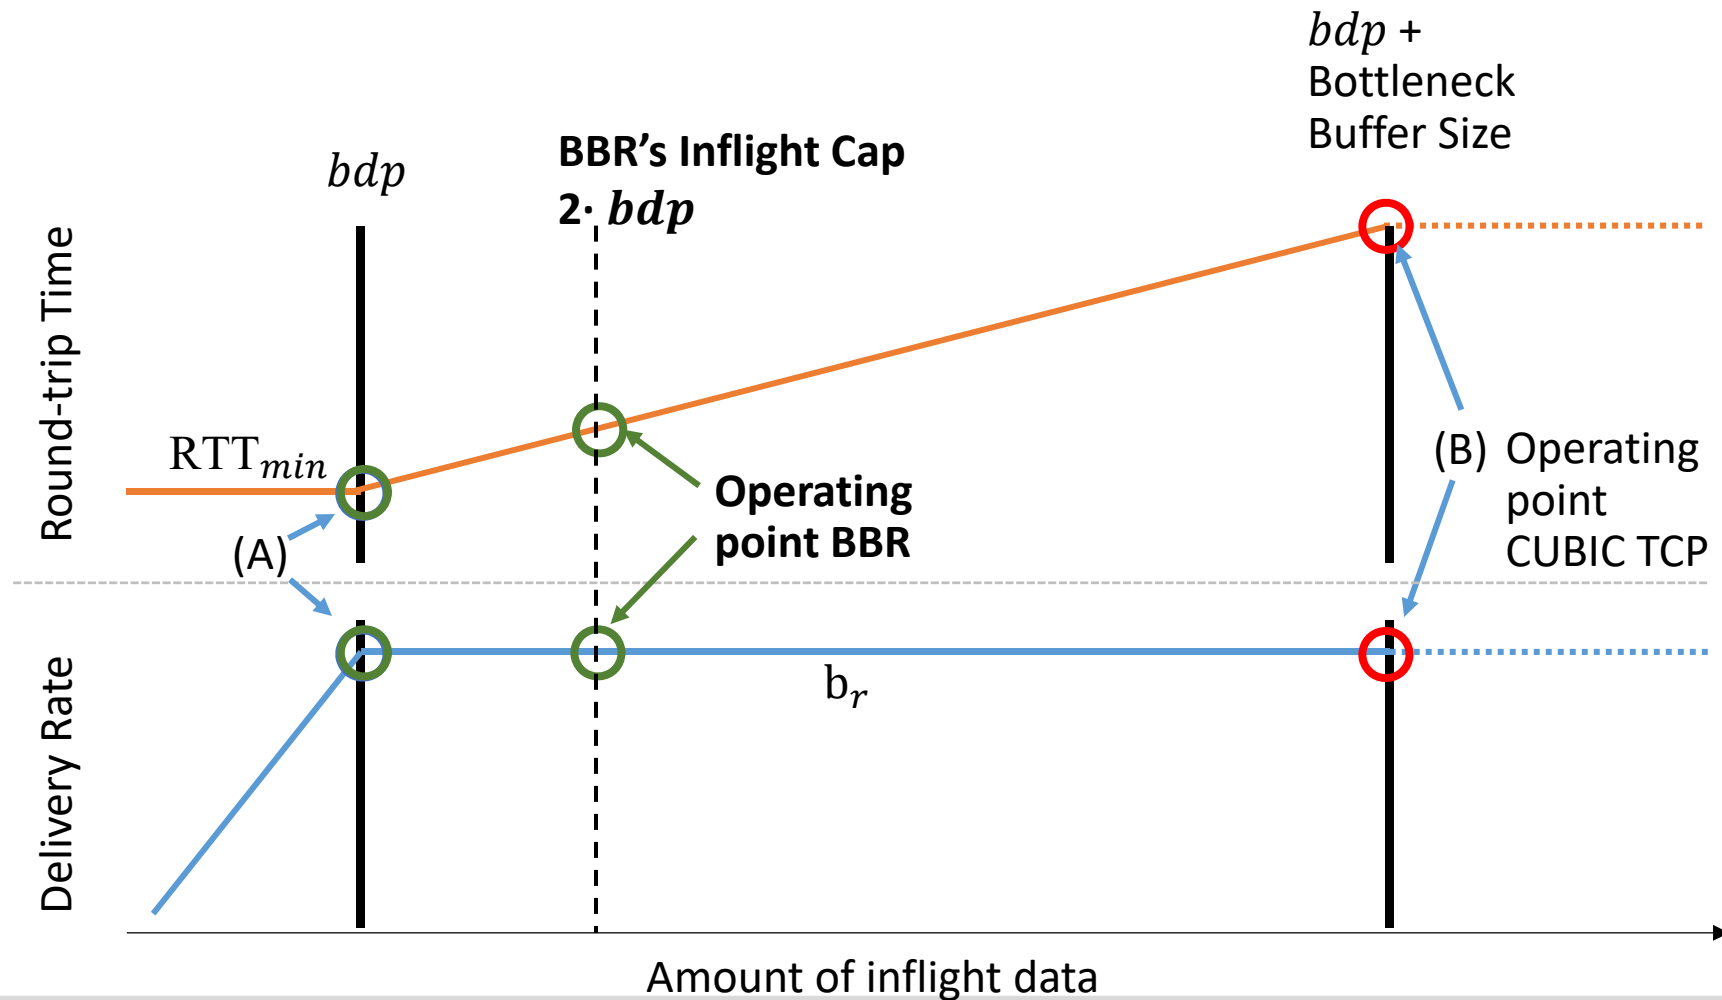 bdp +
Bottleneck
Buffer Size
BBR's Inflight Cap
2· bdp
bdp
Round-trip Time
RTTmin
(A)
Operating
point BBR
(B) Operating
point
CUBIC TCP
Delivery Rate
br
Amount of inflight data